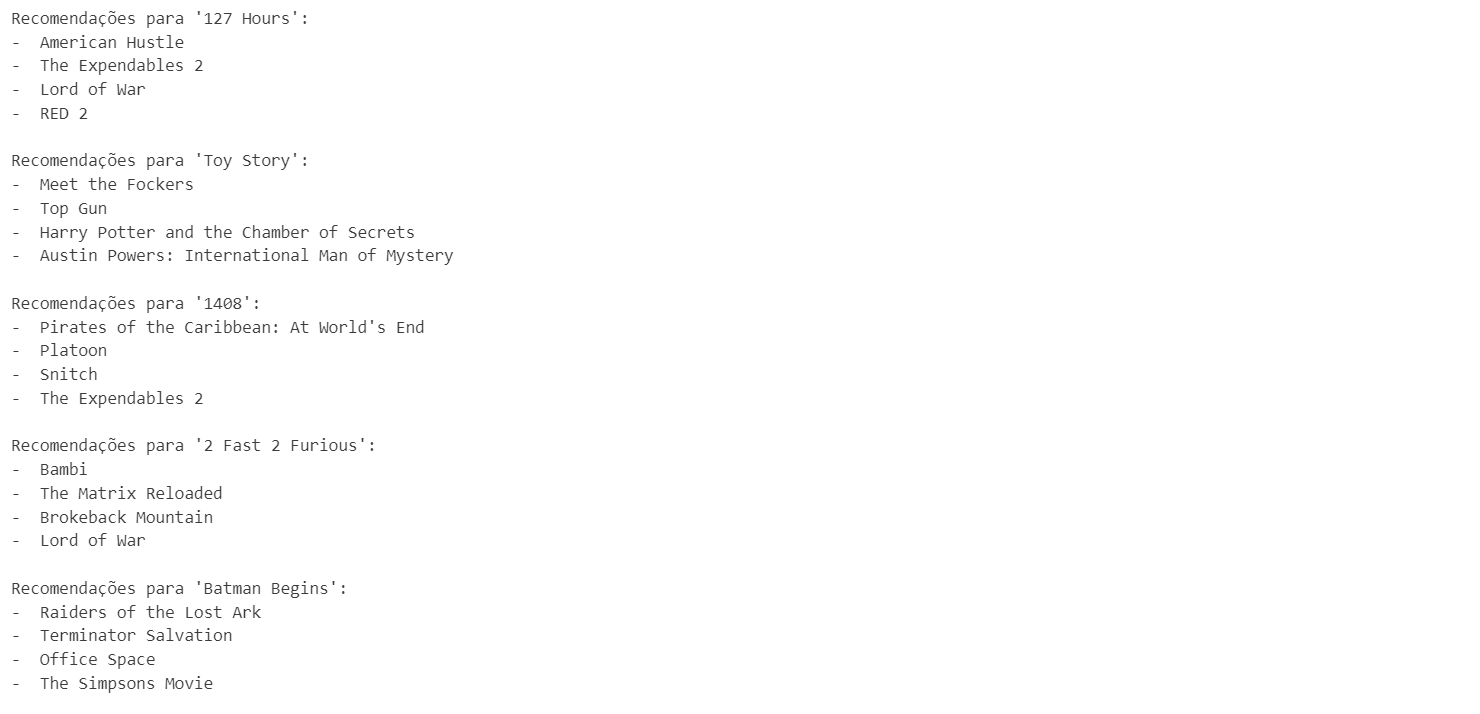 Recomendações para '127 Hours':
-  American Hustle
-  The Expendables 2
-  Lord of War
-  RED 2
Recomendações para 'Toy Story':
-  Meet the Fockers
-  Top Gun
-  Harry Potter and the Chamber of Secrets
-  Austin Powers: International Man of Mystery
Recomendações para '1408':
-  Pirates of the Caribbean: At World's End
-  Platoon
-  Snitch
-  The Expendables 2
Recomendações para '2 Fast 2 Furious':
-  Bambi
-  The Matrix Reloaded
-  Brokeback Mountain
-  Lord of War
Recomendações para 'Batman Begins':
-  Raiders of the Lost Ark
-  Terminator Salvation
-  Office Space
-  The Simpsons Movie